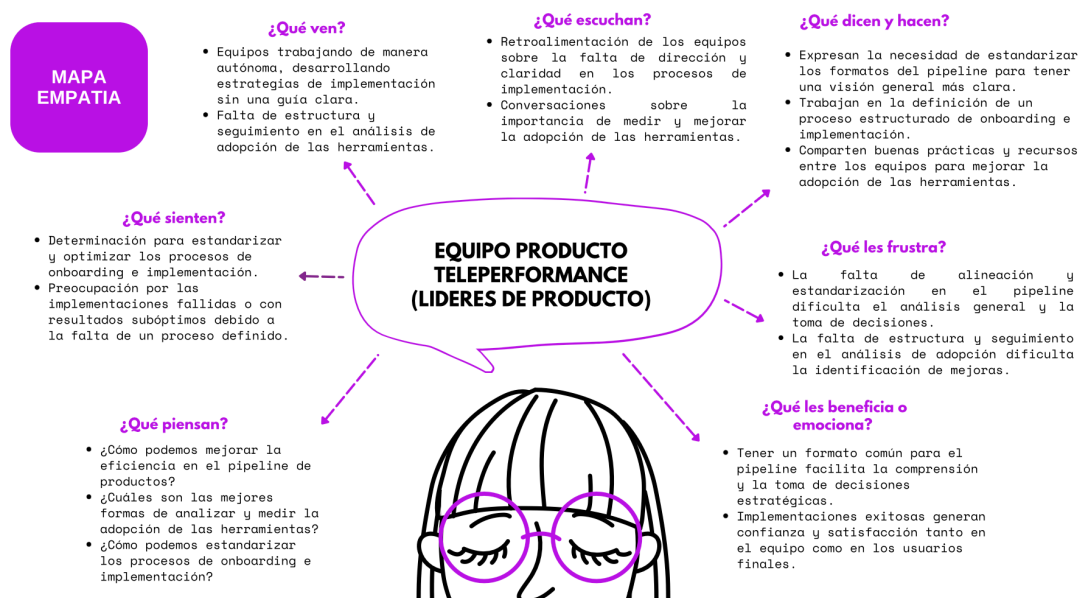 MAPA
EMPATIA
¿Qué ven?
• Equipos trabajando de manera
autónoma, desarrollando
estrategias de implementación
sin una guía clara.
• Falta de estructura y
seguimiento en el análisis de
adopción de las herramientas.
¿Qué escuchan?
• Retroalimentación de los equipos
sobre la falta de dirección y
claridad en los procesos de
implementación.
• Conversaciones sobre la
importancia de medir y mejorar
la adopción de las herramientas.
¿Qué dicen y hacen?
• Expresan la necesidad de estandarizar
los formatos del pipeline para tener
una visión general más clara.
• Trabajan en la definición de un
proceso estructurado de onboarding e
implementación.
• Comparten buenas prácticas y recursos
entre los equipos para mejorar la
adopción de las herramientas.
¿Qué sienten?
• Determinación para estandarizar
y optimizar los procesos de
onboarding e implementación.
• Preocupación por las
implementaciones fallidas o con
resultados subóptimos debido a
la falta de un proceso definido.
EQUIPO PRODUCTO
TELEPERFORMANCE
(LIDERES DE PRODUCTO)
¿Qué les frustra?
• La falta de alineación y
estandarización en el pipeline
dificulta el análisis general y la
toma de decisiones.
• La falta de estructura y seguimiento
en el análisis de adopción dificulta
la identificación de mejoras.
¿Qué piensan?
• ¿Cómo podemos mejorar la
eficiencia en el pipeline de
productos?
• ¿Cuáles son las mejores
formas de analizar y medir la
adopción de las herramientas?
• ¿Cómo podemos estandarizar
los procesos de onboarding e
implementación?
¿Qué les beneficia o
emociona?
• Tener un formato común para el
pipeline facilita la comprensión
y la toma de decisiones
estratégicas.
• Implementaciones exitosas generan
confianza y satisfacción tanto en
el equipo como en los usuarios
finales.